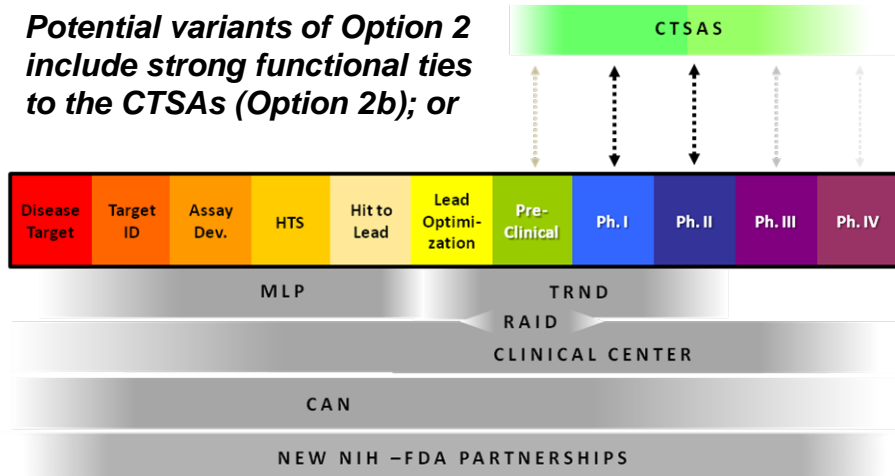 Potential variants of Option 2
include strong functional ties
to the CTSAs (Option 2b); or
CTSAS
Disease
Target
Target
ID
Assay
Dev.
HTS
Hit to
Lead
Lead
Optimi-
zation
Pre-
Clinical
Ph. I
Ph. II
Ph. III
Ph. IV
MLP
TRND
RAID
CLINICAL CENTER
CAN
NEW NIH –FDA PARTNERSHIPS